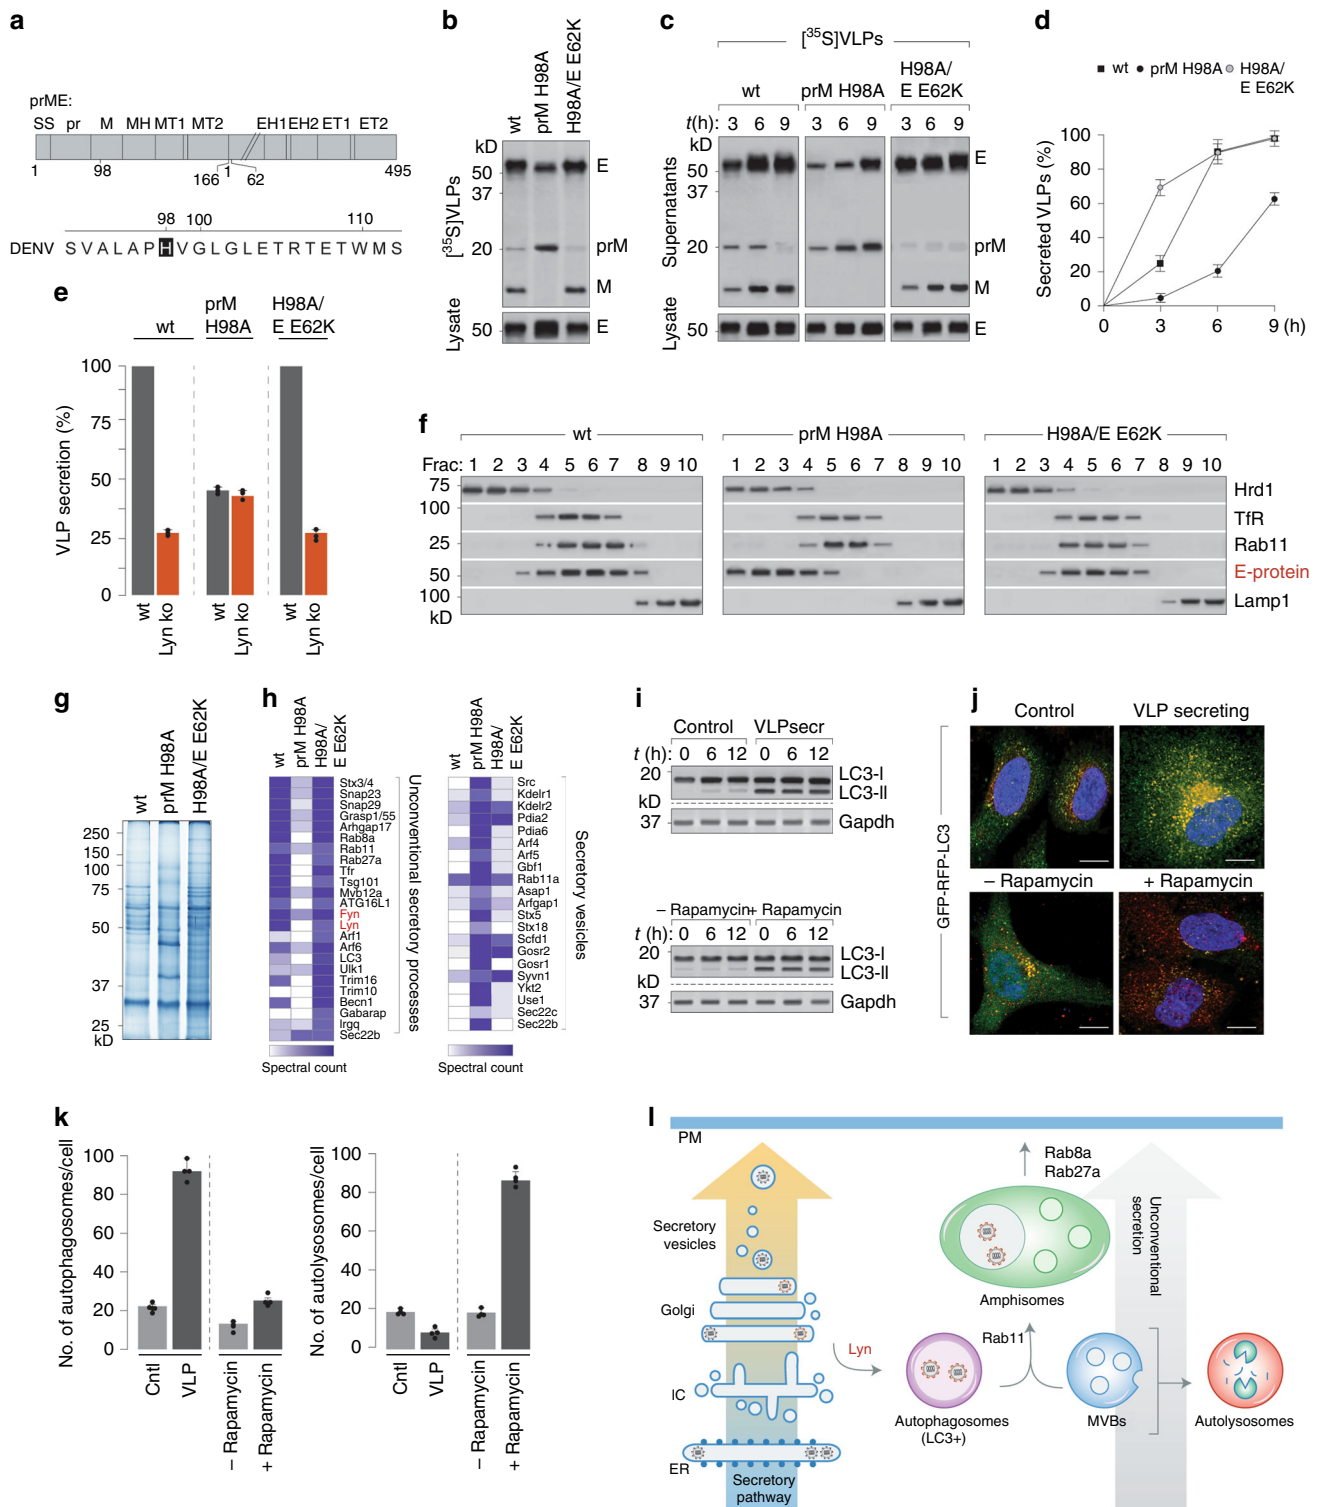 a
prME:
SS pr M MH MT1 MT2 EH1 EH2 ET1 ET2
1 98 166 1 62 495
98 100 110
DENV S V A L A P H V G L G L E T R T E T W M S
b
wt
prM H98A
H98A/E E62K
kD
50
37
20
[³⁵S]VLPs
E
prM
M
Lysate
50
E
c
[³⁵S]VLPs
wt
prM H98A
H98A/
E E62K
t(h): 3 6 9 3 6 9 3 6 9
kD
50
37
20
Supernatants
E
prM
M
Lysate
50
E
d
wt prM H98A H98A/
E E62K
Secreted VLPs (%)
100
80
60
40
20
0
0 3 6 9 (h)
e
wt
prM
H98A
H98A/
E E62K
VLP secretion (%)
100
75
50
25
0
wt
Lyn ko
wt
Lyn ko
wt
Lyn ko
f
wt prM H98A H98A/E E62K
Frac: 1 2 3 4 5 6 7 8 9 10 1 2 3 4 5 6 7 8 9 10 1 2 3 4 5 6 7 8 9 10
75 Hrd1
100 TfR
25 Rab11
50 E-protein
100 Lamp1
kD
g
wt
prM H98A
H98A/E E62K
250
150
100
75
50
37
25
kD
h
wt
prM H98A
H98A/
E E62K
Stx3/4
Snap23
Snap29
Grasp1/55
Arhgap17
Rab8a
Rab11
Rab27a
Tfr
Tsg101
Mvb12a
ATG16L1
Fyn
Lyn
Arf1
Arf6
LC3
Ulk1
Trim16
Trim10
Becn1
Gabarap
Irgq
Sec22b
Unconventional secretory processes
Spectral count
wt
prM H98A
H98A/
E E62K
Src
Kdelr1
Kdelr2
Pdia2
Pdia6
Arf4
Arf5
Gbf1
Rab11a
Asap1
Arfgap1
Stx5
Stx18
Scfd1
Gosr2
Gosr1
Syvn1
Ykt2
Use1
Sec22c
Sec22b
Secretory vesicles
Spectral count
i
Control VLPsecr
t (h): 0 6 12 0 6 12
20 LC3-I
LC3-II
kD
37 Gapdh
– Rapamycin + Rapamycin
t (h): 0 6 12 0 6 12
20 LC3-I
LC3-II
kD
37 Gapdh
j
Control VLP secreting
– Rapamycin + Rapamycin
GFP-RFP-LC3
k
No. of autophagosomes/cell
100
80
60
40
20
0
Cntl
VLP
– Rapamycin
+ Rapamycin
No. of autolysosomes/cell
100
80
60
40
20
0
Cntl
VLP
– Rapamycin
+ Rapamycin
l
PM
Secretory
vesicles
Golgi
IC
ER
Secretory
pathway
Lyn
Rab8a
Rab27a
Amphisomes
Rab11
Autophagosomes
(LC3+)
MVBs
Unconventional
secretion
Autolysosomes